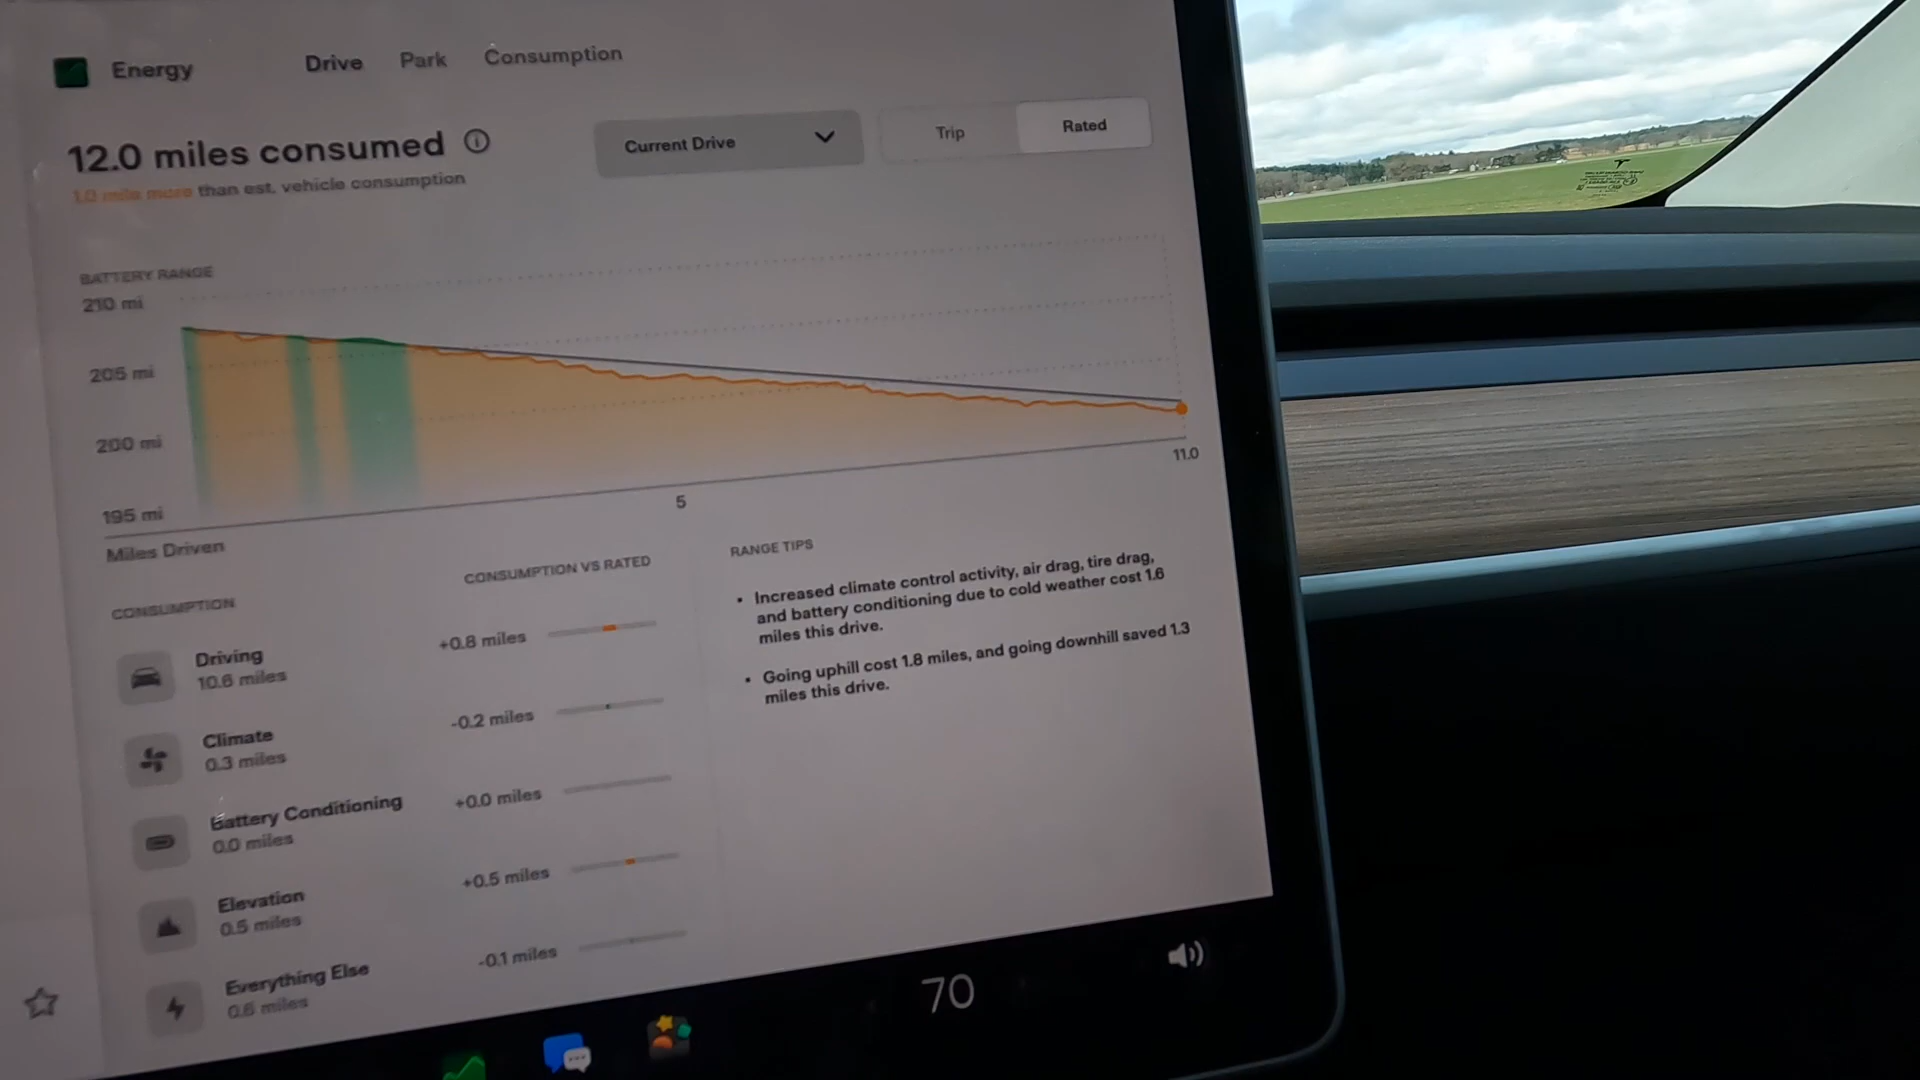 Energy
Drive Park Consumption
12.0 miles consumed
1.0 mile more than est. vehicle consumption
Current Drive
Trip Rated
BATTERY RANGE
210 mi
205 mi
200 mi
195 mi
5
11.0
Miles Driven
CONSUMPTION
CONSUMPTION VS RATED
Driving
10.6 miles
+0.8 miles
Climate
0.3 miles
-0.2 miles
Battery Conditioning
0.0 miles
+0.0 miles
Elevation
0.5 miles
+0.5 miles
Everything Else
0.6 miles
-0.1 miles
RANGE TIPS
• Increased climate control activity, air drag, tire drag,
and battery conditioning due to cold weather cost 1.6
miles this drive.
• Going uphill cost 1.8 miles, and going downhill saved 1.3
miles this drive.
70